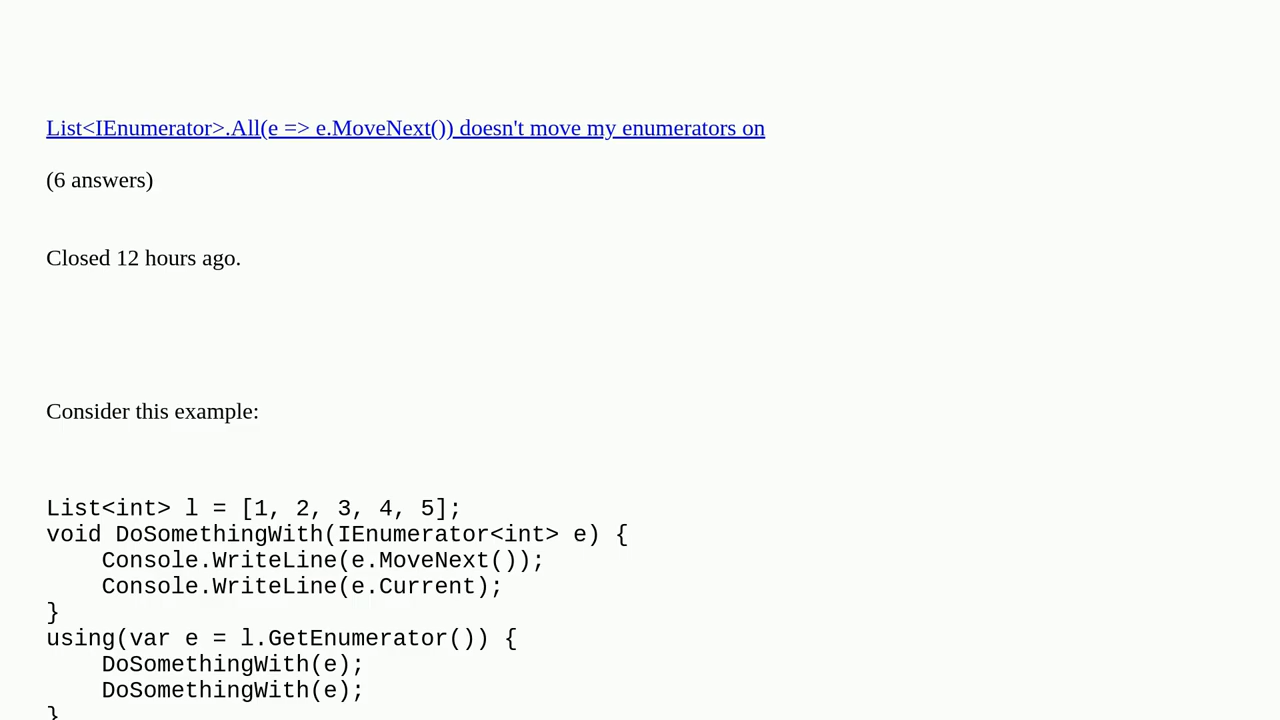 List<IEnumerator>.All(e => e.MoveNext()) doesn't move my enumerators on
(6 answers)
Closed 12 hours ago.
Consider this example:
List<int> l = [1, 2, 3, 4, 5];
void DoSomethingWith(IEnumerator<int> e) {
    Console.WriteLine(e.MoveNext());
    Console.WriteLine(e.Current);
}
using(var e = l.GetEnumerator()) {
    DoSomethingWith(e);
    DoSomethingWith(e);
}